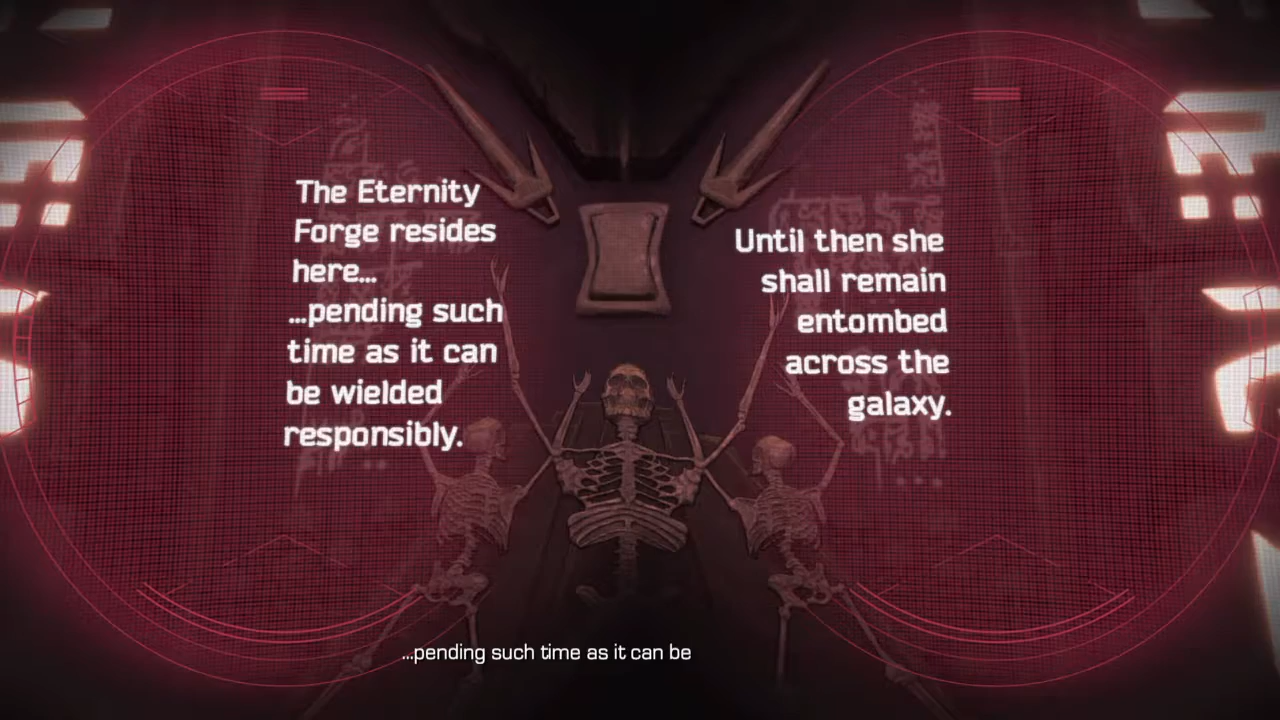 The Eternity
Forge resides
here...
...pending such
time as it can
be wielded
responsibly.
Until then she
shall remain
entombed
across the
galaxy.
...pending such time as it can be